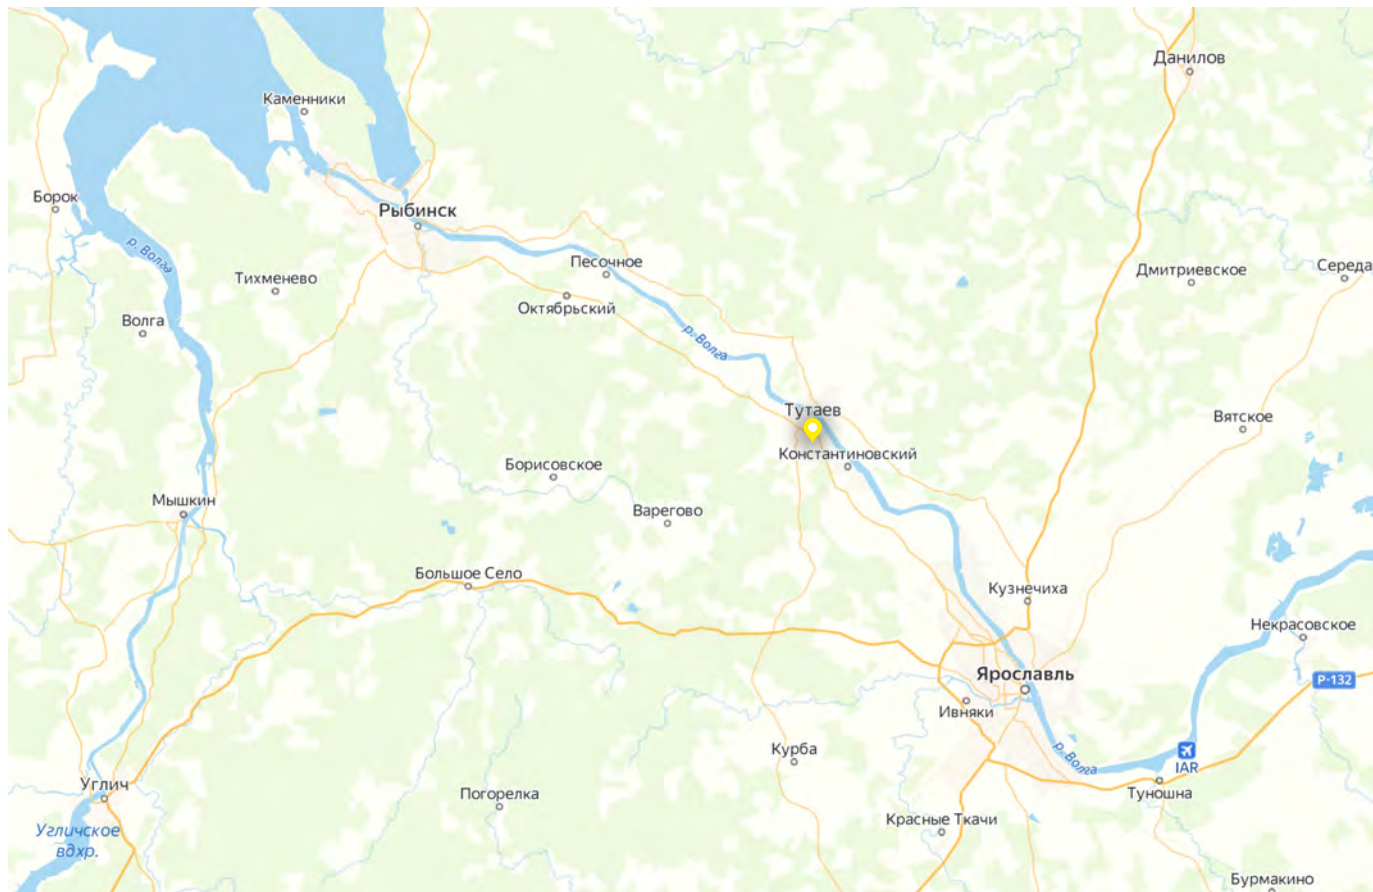 Данилов
Каменники
Борок
Рыбинск
р. Волга
Песочное
Дмитриевское
Середа
Тихменево
Октябрьский
Волга
р. Волга
Тутаев
Вятское
Константиновский
Борисовское
Мышкин
Варегово
Большое Село
Кузнечиха
Некрасовское
Ярославль
Р-132
Ивняки
Курба
р. Волга
IAR
Углич
Погорелка
Туношна
Угличское
вдхр.
Красные Ткачи
Бурмакино